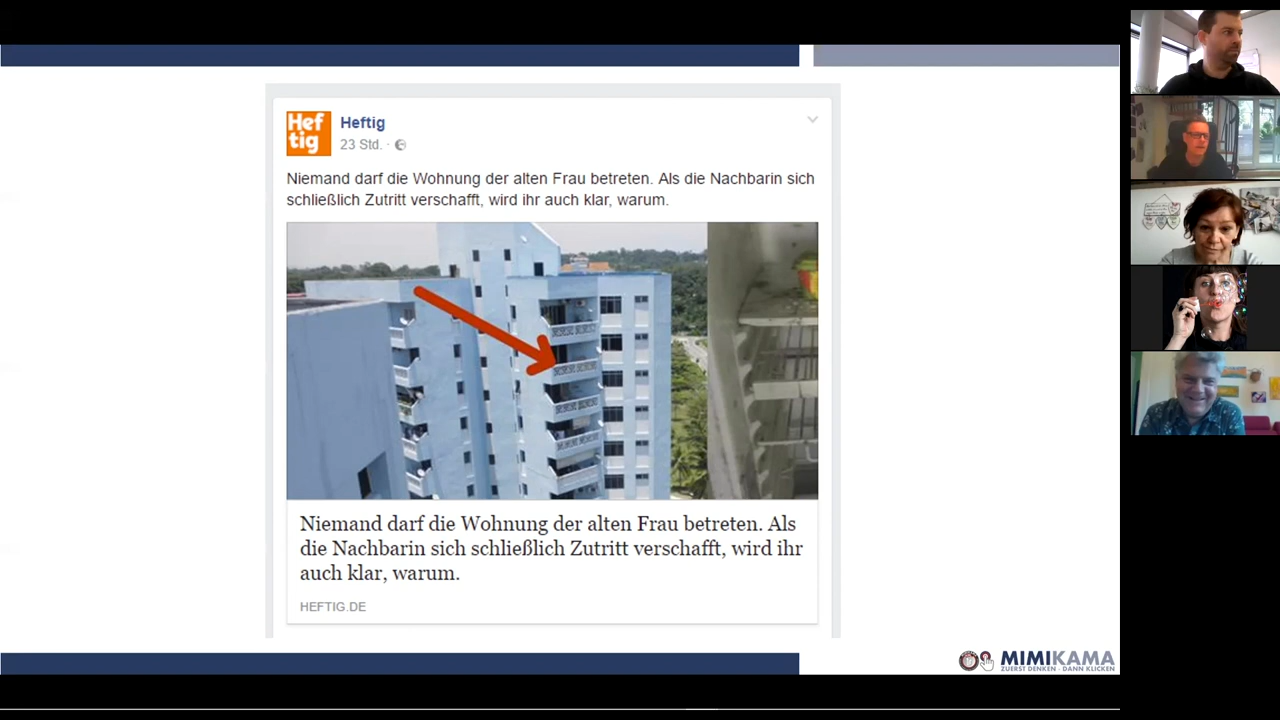 Hef
tig
Heftig
23 Std. ·
Niemand darf die Wohnung der alten Frau betreten. Als die Nachbarin sich
schließlich Zutritt verschafft, wird ihr auch klar, warum.
Niemand darf die Wohnung der alten Frau betreten. Als
die Nachbarin sich schließlich Zutritt verschafft, wird ihr
auch klar, warum.
HEFTIG.DE
MIMIKAMA
ZUERST DENKEN - DANN KLICKEN